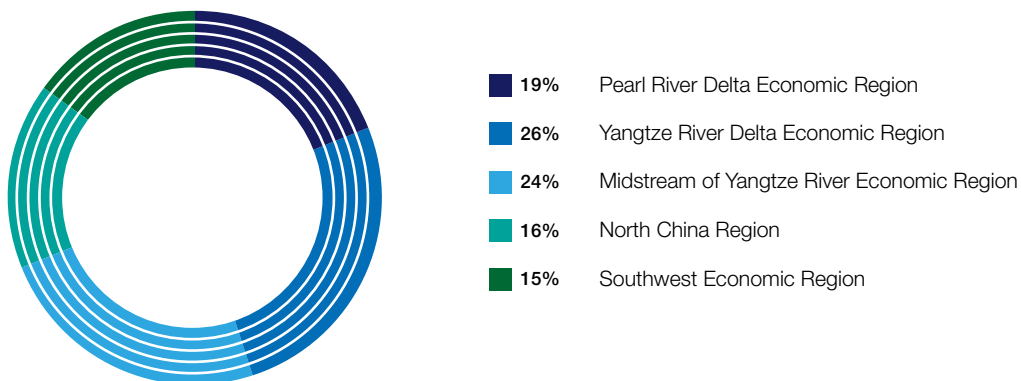 19% Pearl River Delta Economic Region
26% Yangtze River Delta Economic Region
24% Midstream of Yangtze River Economic Region
16% North China Region
15% Southwest Economic Region